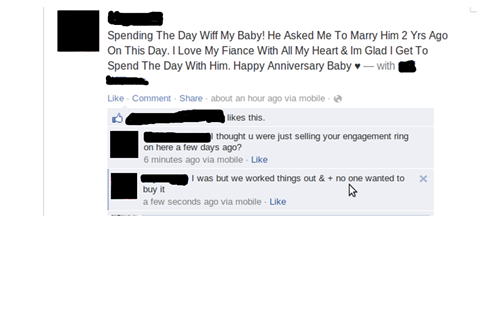 Spending The Day Wiff My Baby! He Asked Me To Marry Him 2 Yrs Ago
On This Day. I Love My Fiance With All My Heart & Im Glad I Get To
Spend The Day With Him. Happy Anniversary Baby ♥ — with
Like · Comment · Share · about an hour ago via mobile ·
likes this.
I thought u were just selling your engagement ring
on here a few days ago?
6 minutes ago via mobile · Like
I was but we worked things out & + no one wanted to
buy it
a few seconds ago via mobile · Like